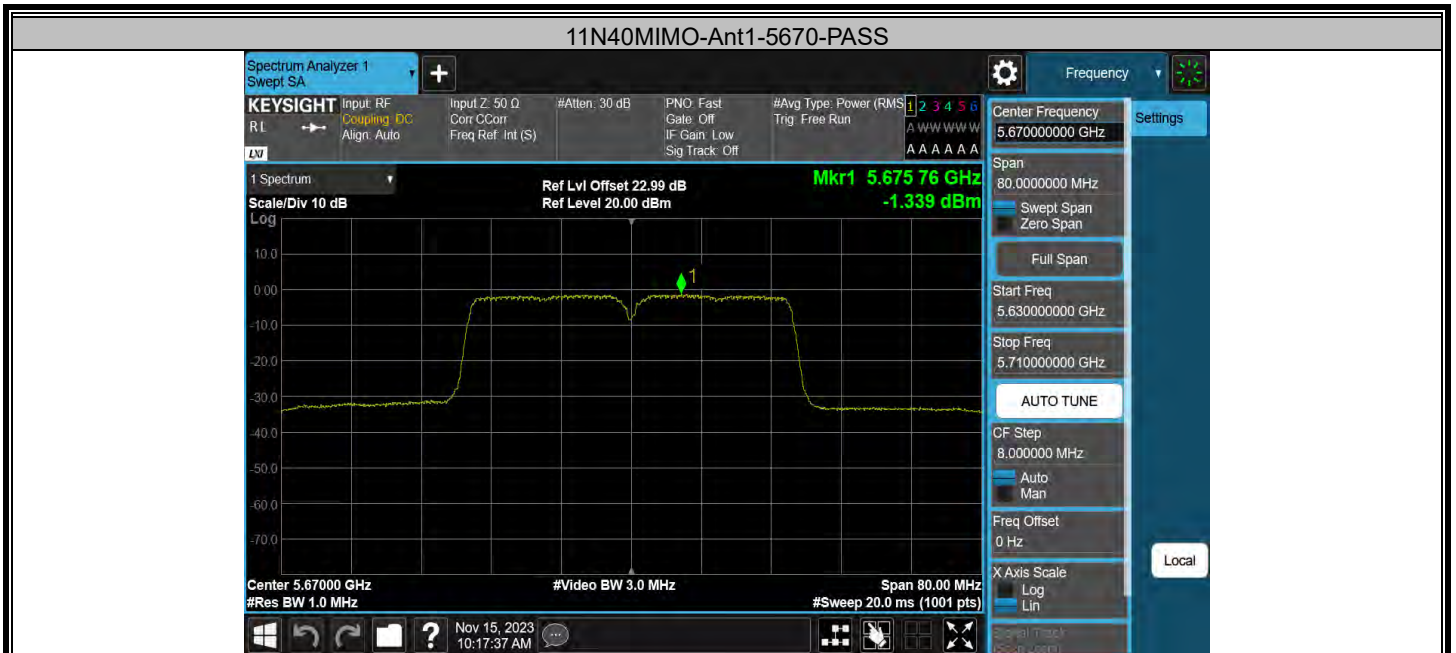 11N40MIMO-Ant1-5670-PASS
Spectrum Analyzer 1
Swept SA
Frequency
KEYSIGHT
RL
LXI
Input: RF
Coupling: DC
Align: Auto
Input Z: 50 Ω
Corr CCorr
Freq Ref: Int (S)
#Atten: 30 dB
PNO: Fast
Gate: Off
IF Gain: Low
Sig Track: Off
#Avg Type: Power (RMS
Trig: Free Run
1 2 3 4 5 6
A W W W W W
A A A A A A
1 Spectrum
Scale/Div 10 dB
Ref Lvl Offset 22.99 dB
Ref Level 20.00 dBm
Mkr1 5.675 76 GHz
-1.339 dBm
Log
10.0
0.00
-10.0
-20.0
-30.0
-40.0
-50.0
-60.0
-70.0
1
Center 5.67000 GHz
#Video BW 3.0 MHz
Span 80.00 MHz
#Res BW 1.0 MHz
#Sweep 20.0 ms (1001 pts)
Nov 15, 2023
10:17:37 AM
Center Frequency
5.670000000 GHz
Settings
Span
80.0000000 MHz
Swept Span
Zero Span
Full Span
Start Freq
5.630000000 GHz
Stop Freq
5.710000000 GHz
AUTO TUNE
CF Step
8.000000 MHz
Auto
Man
Freq Offset
0 Hz
X Axis Scale
Log
Lin
Local
Signal Track